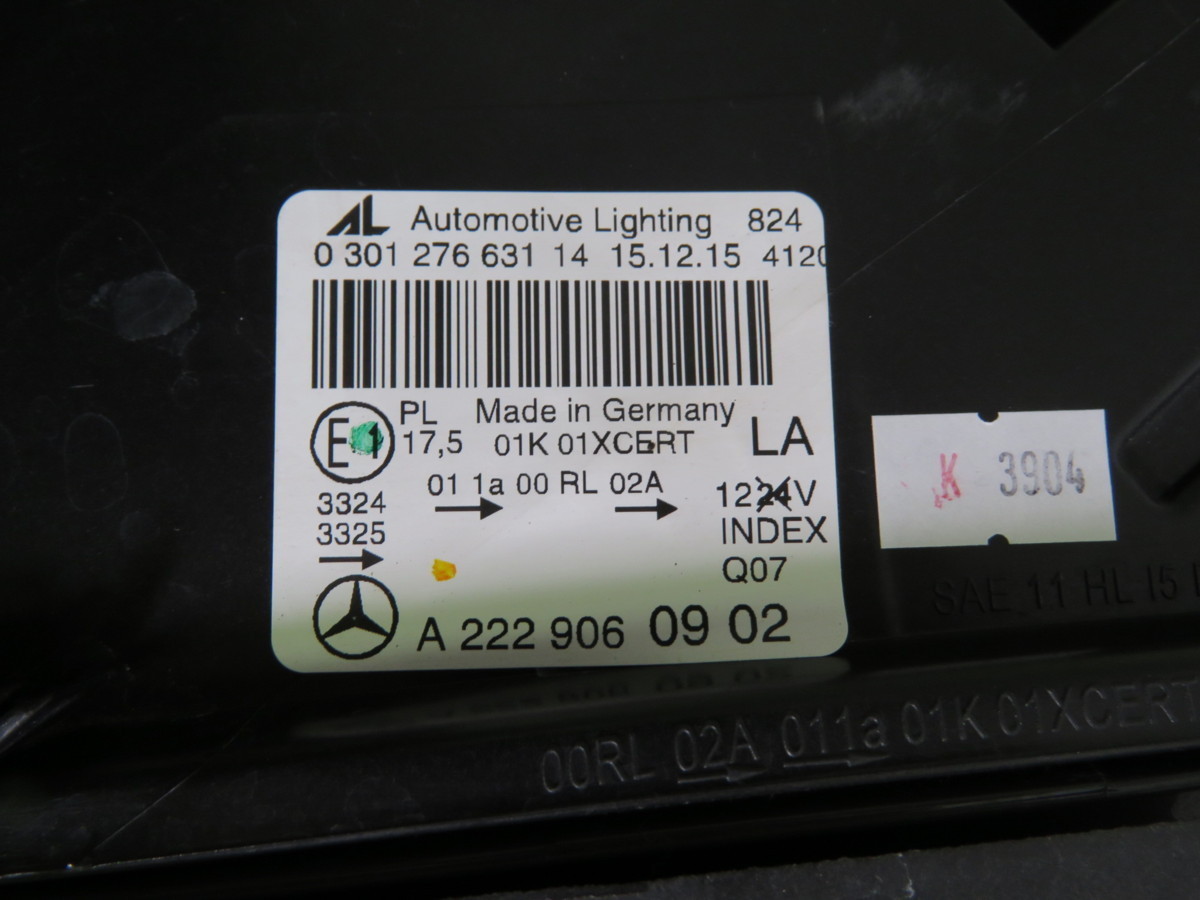 AL Automotive Lighting 824
0 301 276 631 14 15.12.15 4120
E1 PL Made in Germany
17,5 01K 01XCERT LA
01 1a 00 RL 02A
3324 1224V
3325 INDEX
Q07
A 222 906 09 02
K 3904
SAE 11 HL I5
00RL 02A 011a 01K 01XCERT